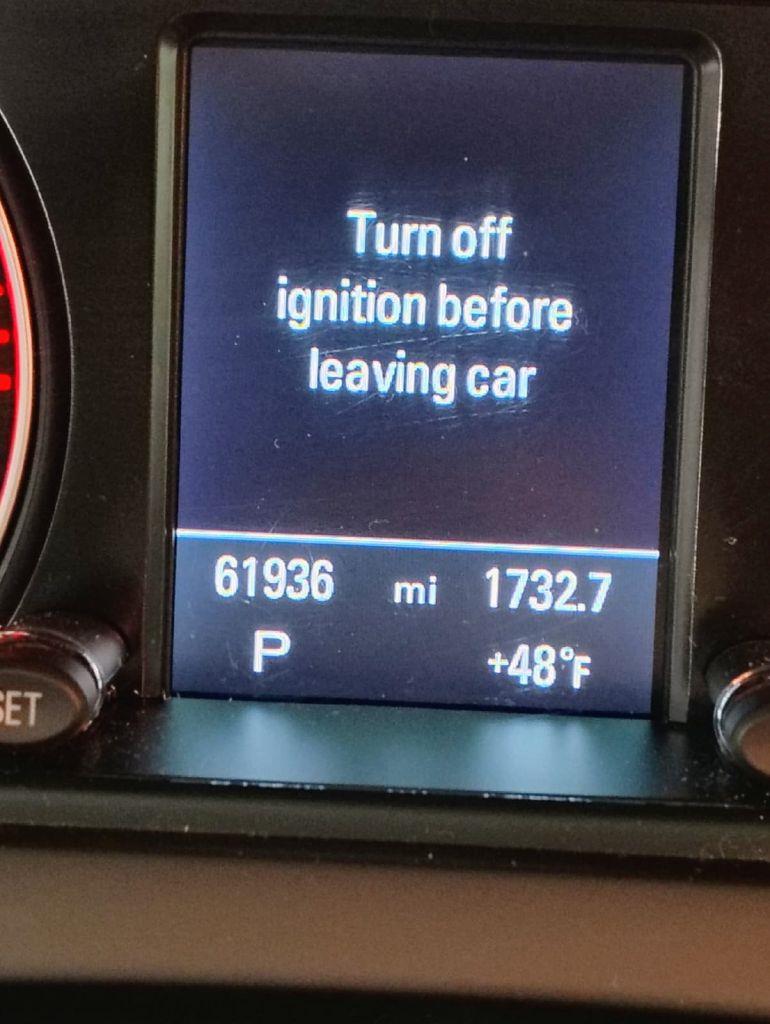 Turn off
ignition before
leaving car
61936 mi 1732.7
P +48°F
SET